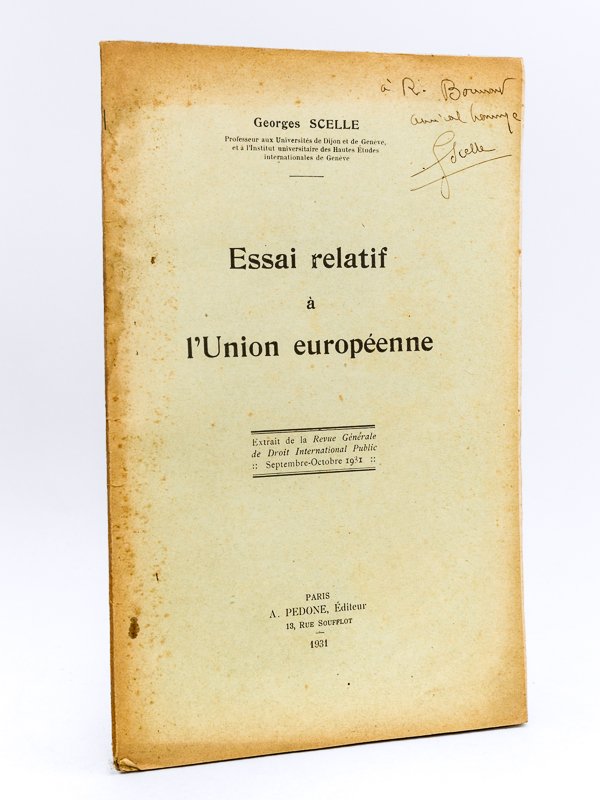 à R. Bonnard
amical hommage
GScelle
Georges SCELLE
Professeur aux Universités de Dijon et de Genève,
et à l'Institut universitaire des Hautes Études
internationales de Genève
Essai relatif
à
l'Union européenne
Extrait de la Revue Générale
de Droit International Public
:: Septembre-Octobre 1931 ::
PARIS
A. PEDONE, Éditeur
13, RUE SOUFFLOT
1931